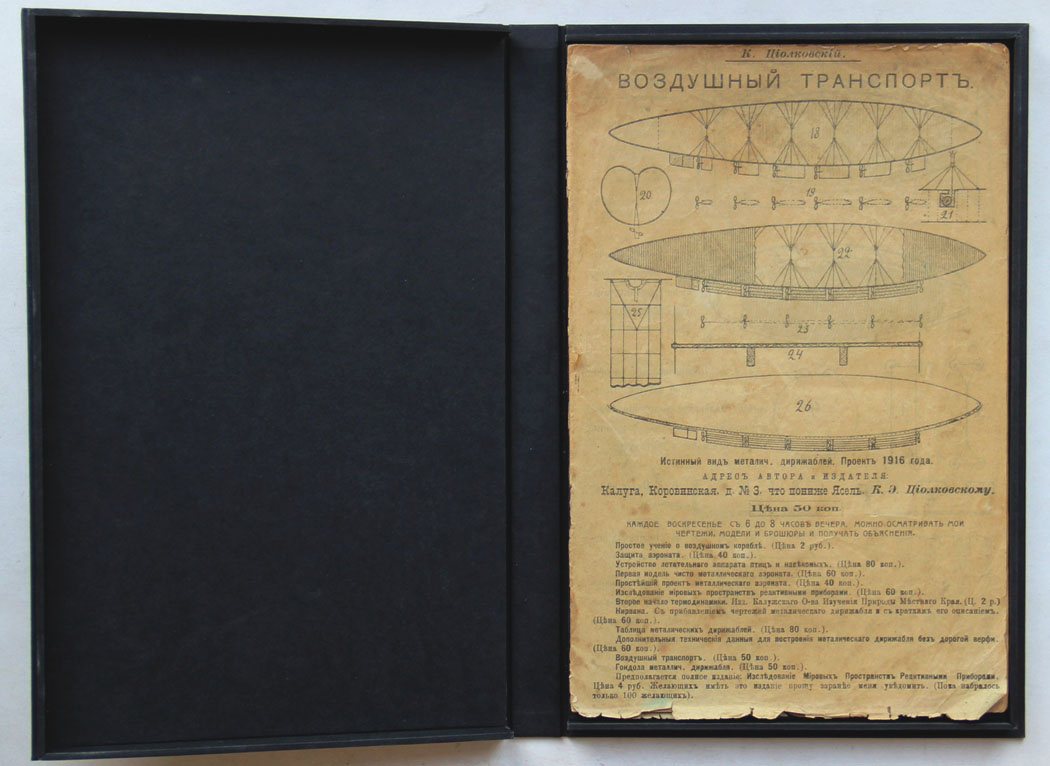 К. Ціолковскій.
ВОЗДУШНЫЙ ТРАНСПОРТЪ.
18
19
20
21
22
23
25
24
26
Истинный видъ металич. дирижаблей. Проектъ 1916 года.
АДРЕСЪ АВТОРА и ИЗДАТЕЛЯ:
Калуга, Коровинская. д. № 3. что пониже Яселъ. К. Э. Ціолковскому.
Цѣна 50 коп.
КАЖДОЕ ВОСКРЕСЕНЬЕ СЪ 6 ДО 8 ЧАСОВЪ ВЕЧЕРА, МОЖНО ОСМАТРИВАТЬ МОИ
ЧЕРТЕЖИ, МОДЕЛИ И БРОШЮРЫ И ПОЛУЧАТЬ ОБЪЯСНЕНІЯ.
Простое ученіе о воздушномъ кораблѣ. (Цѣна 2 руб.).
Защита аэроната. (Цѣна 40 коп.).
Устройство летательнаго аппарата птицъ и насѣкомыхъ. (Цѣна 80 коп.).
Первая модель чисто металлическаго аэроната. (Цѣна 60 коп.).
Простѣйшій проектъ металлическаго аэроната. (Цѣна 40 коп.).
Изслѣдованіе міровыхъ пространствъ реактивными приборами. (Цѣна 60 коп.).
Второе начало термодинамики. Изд. Калужскаго О-ва Изученія Природы Мѣстнаго Края. (Ц. 2 р.)
Нирвана. Съ прибавленіемъ чертежей металическаго дирижабля и съ краткимъ его описаніемъ.
(Цѣна 60 коп.).
Таблица металическихъ дирижаблей. (Цѣна 80 коп.).
Дополнительныя техническія данныя для построенія металическаго дирижабля безъ дорогой верфи.
(Цѣна 60 коп.).
Воздушный транспортъ. (Цѣна 50 коп.).
Гондола металлич. дирижабля. (Цѣна 50 коп.).
Предполагается полное изданіе: Изслѣдованіе Міровыхъ Пространствъ Реактивными Приборами.
Цѣна 4 руб. Желающихъ имѣть это изданіе прошу заранѣе меня увѣдомить. (Пока набралось
только 100 желающихъ).